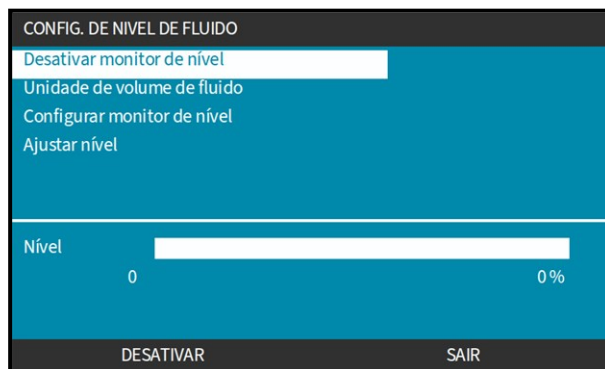 CONFIG. DE NIVEL DE FLUIDO
Desativar monitor de nível
Unidade de volume de fluido
Configurar monitor de nível
Ajustar nível
Nível
0 0 %
DESATIVAR SAIR